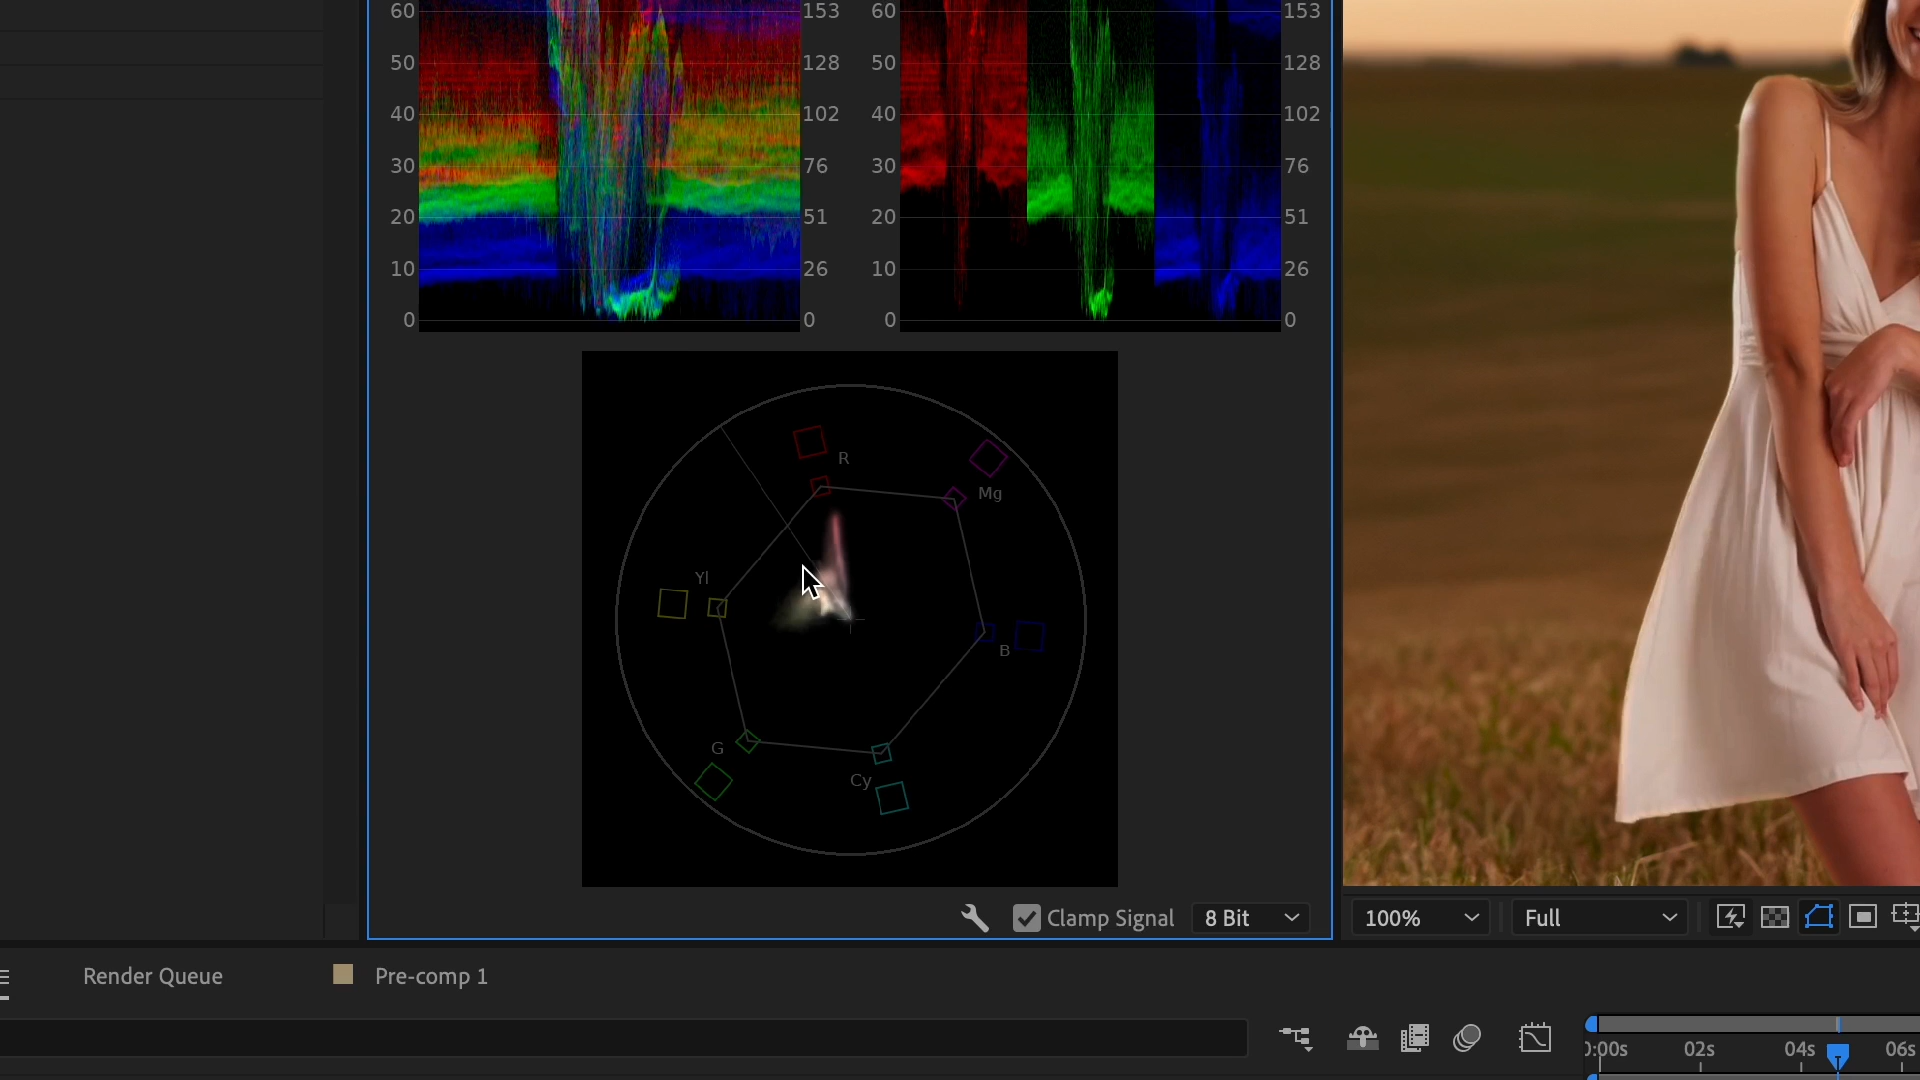 60 153 60 153
50 128 50 128
40 102 40 102
30 76 30 76
20 51 20 51
10 26 10 26
0 0 0 0
R
Mg
Yl
B
G
Cy
Clamp Signal 8 Bit
100% Full
Render Queue Pre-comp 1
0:00s 02s 04s 06s